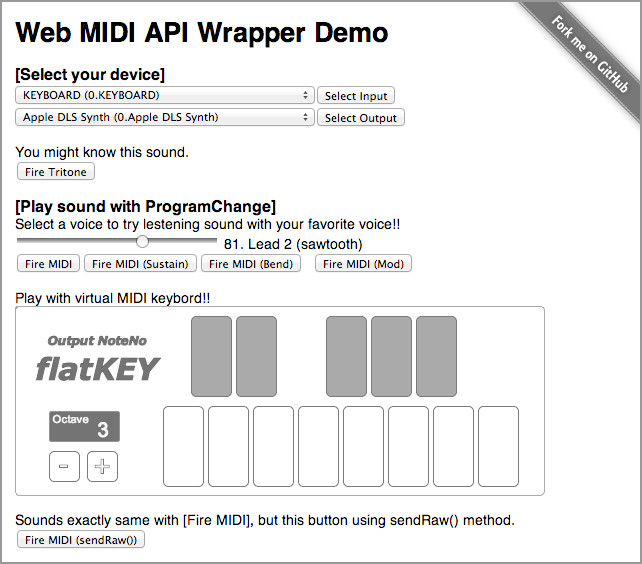 Web MIDI API Wrapper Demo
Fork me on GitHub
[Select your device]
KEYBOARD (0.KEYBOARD) Select Input
Apple DLS Synth (0.Apple DLS Synth) Select Output
You might know this sound.
Fire Tritone
[Play sound with ProgramChange]
Select a voice to try lestening sound with your favorite voice!!
81. Lead 2 (sawtooth)
Fire MIDI Fire MIDI (Sustain) Fire MIDI (Bend) Fire MIDI (Mod)
Play with virtual MIDI keybord!!
Output NoteNo
flatKEY
Octave 3
- +
Sounds exactly same with [Fire MIDI], but this button using sendRaw() method.
Fire MIDI (sendRaw())